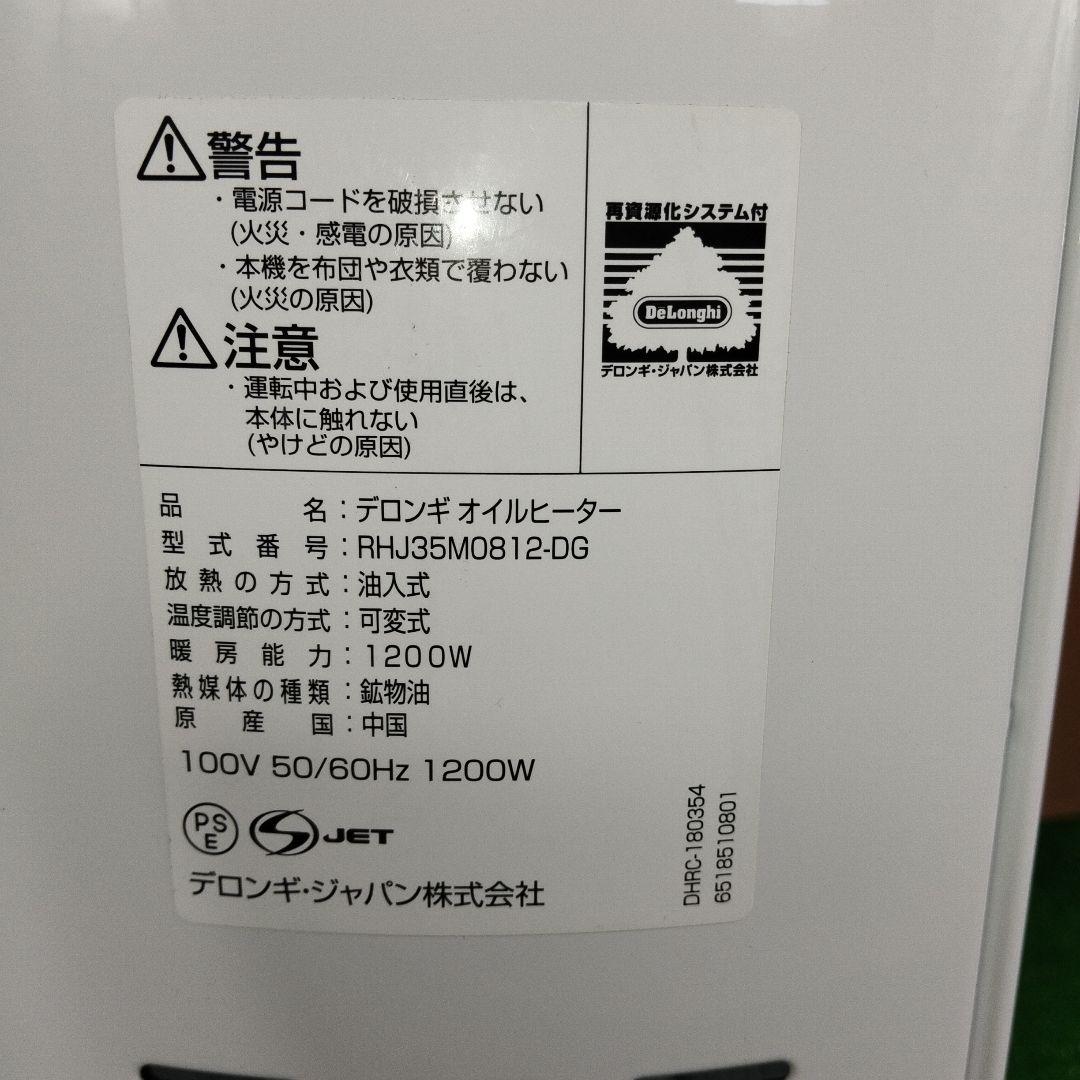 警告
・電源コードを破損させない
(火災・感電の原因)
・本機を布団や衣類で覆わない
(火災の原因)
注意
・運転中および使用直後は、
本体に触れない
(やけどの原因)
再資源化システム付
DeLonghi
デロンギ・ジャパン株式会社
品名：デロンギ オイルヒーター
型式番号：RHJ35M0812-DG
放熱の方式：油入式
温度調節の方式：可変式
暖房能力：1200W
熱媒体の種類：鉱物油
原産国：中国
100V 50/60Hz 1200W
PSE
S JET
デロンギ・ジャパン株式会社
DHRC-180354
6518510801